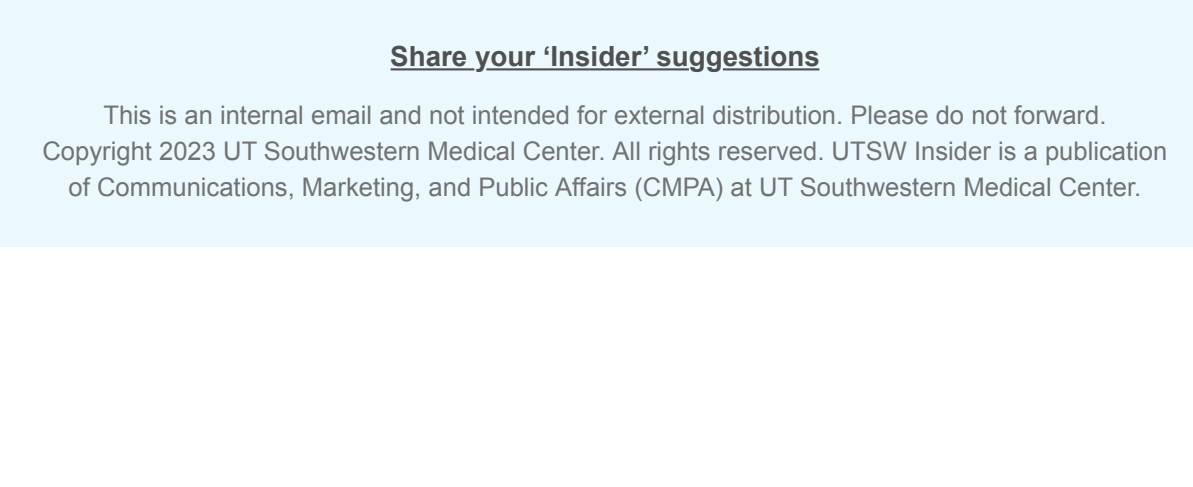 Share your ‘Insider’ suggestions
This is an internal email and not intended for external distribution. Please do not forward.
Copyright 2023 UT Southwestern Medical Center. All rights reserved. UTSW Insider is a publication
of Communications, Marketing, and Public Affairs (CMPA) at UT Southwestern Medical Center.